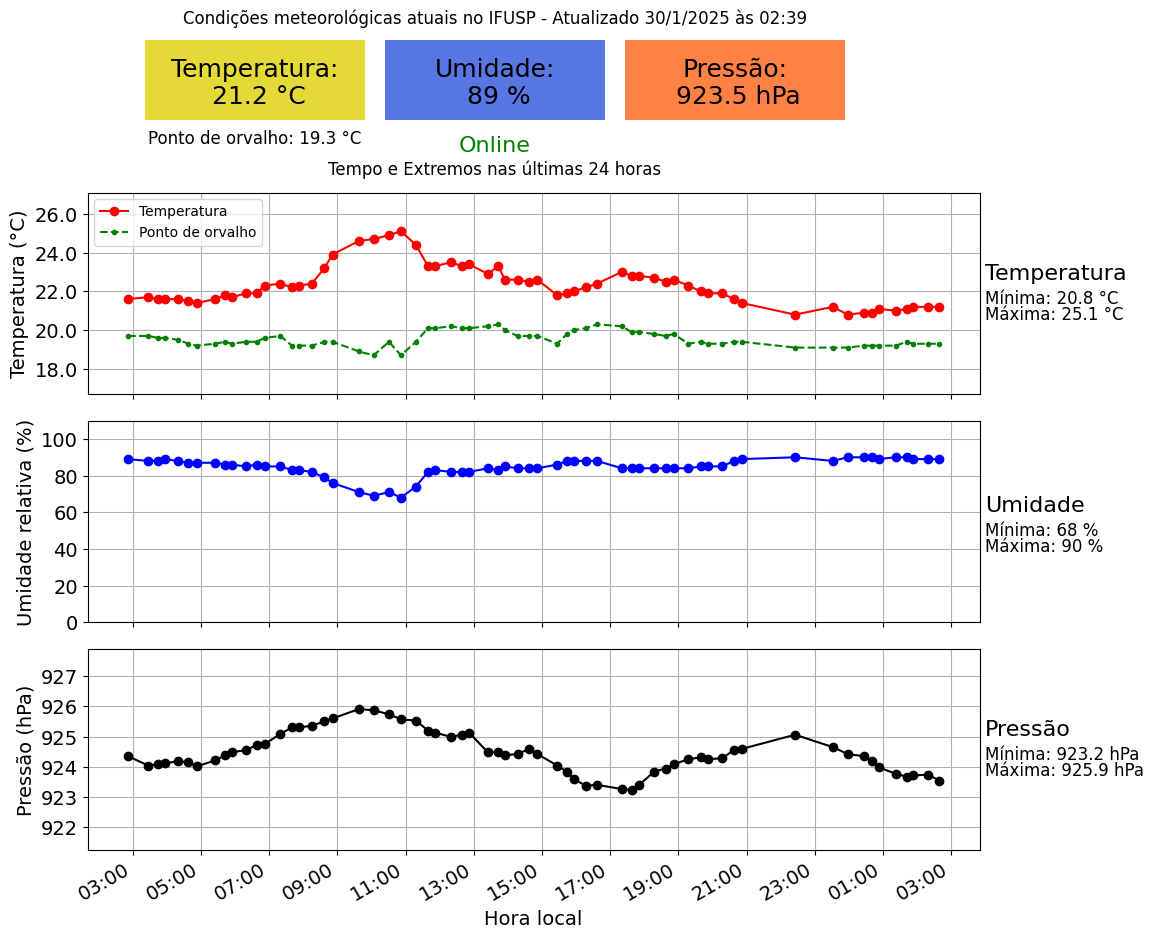 Condições meteorológicas atuais no IFUSP - Atualizado 30/1/2025 às 02:39
Temperatura:
21.2 °C
Umidade:
89 %
Pressão:
923.5 hPa
Ponto de orvalho: 19.3 °C
Online
Tempo e Extremos nas últimas 24 horas
Temperatura (°C)
26.0
24.0
22.0
20.0
18.0
Temperatura
Ponto de orvalho
Temperatura
Mínima: 20.8 °C
Máxima: 25.1 °C
Umidade relativa (%)
100
80
60
40
20
0
Umidade
Mínima: 68 %
Máxima: 90 %
Pressão (hPa)
927
926
925
924
923
922
Pressão
Mínima: 923.2 hPa
Máxima: 925.9 hPa
03:00 05:00 07:00 09:00 11:00 13:00 15:00 17:00 19:00 21:00 23:00 01:00 03:00
Hora local